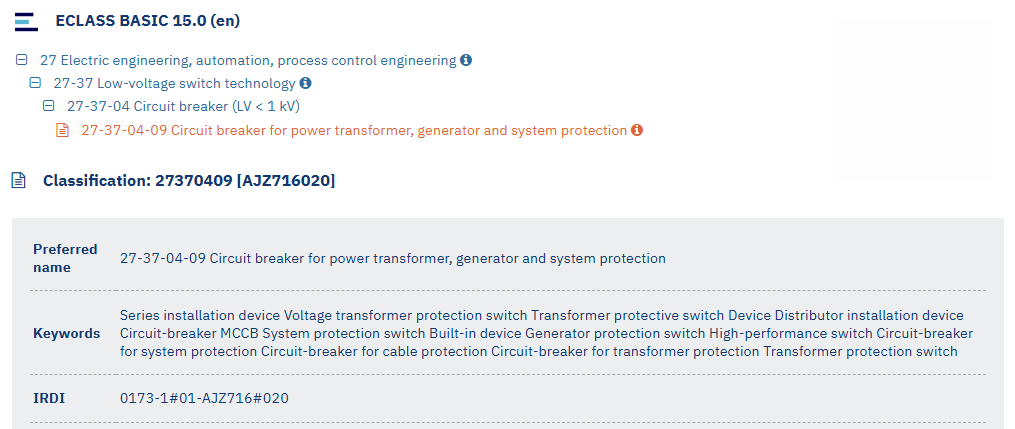 ECLASS BASIC 15.0 (en)
27 Electric engineering, automation, process control engineering
27-37 Low-voltage switch technology
27-37-04 Circuit breaker (LV < 1 kV)
27-37-04-09 Circuit breaker for power transformer, generator and system protection
Classification: 27370409 [AJZ716020]
Preferred name
27-37-04-09 Circuit breaker for power transformer, generator and system protection
Keywords
Series installation device Voltage transformer protection switch Transformer protective switch Device Distributor installation device
Circuit-breaker MCCB System protection switch Built-in device Generator protection switch High-performance switch Circuit-breaker
for system protection Circuit-breaker for cable protection Circuit-breaker for transformer protection Transformer protection switch
IRDI
0173-1#01-AJZ716#020